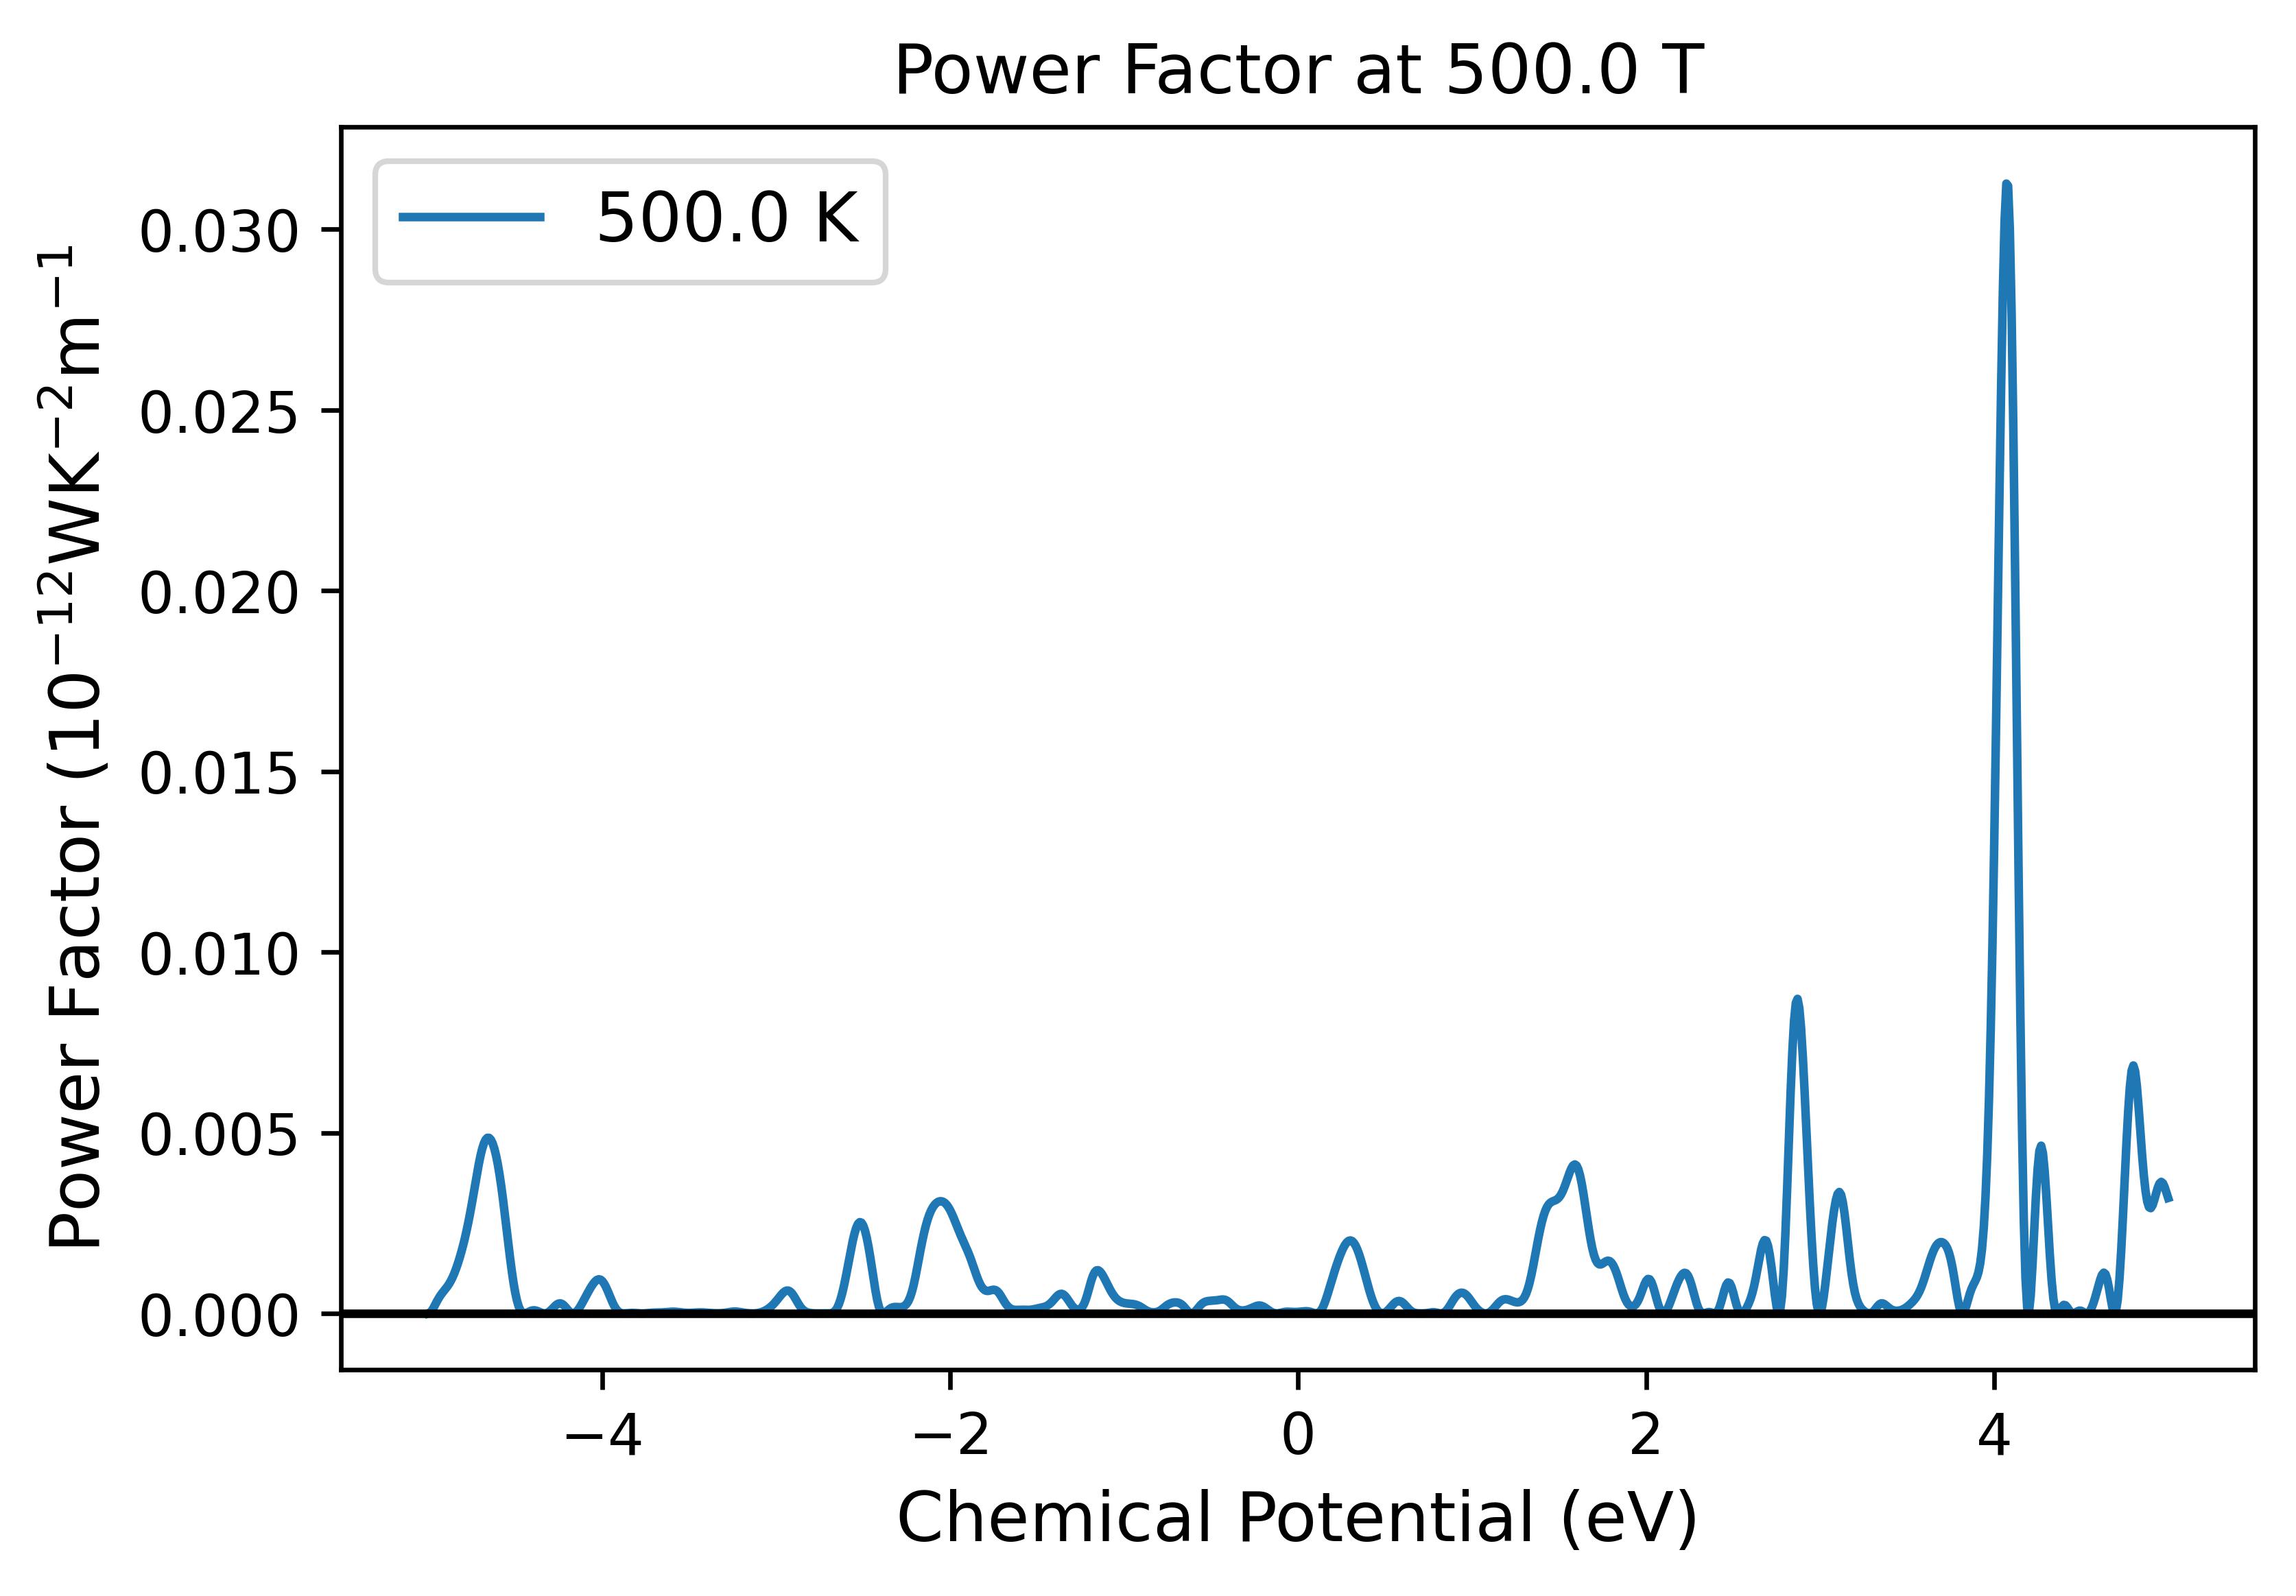 Power Factor at 500.0 T
500.0 K
Power Factor (10⁻¹²WK⁻²m⁻¹
0.030
0.025
0.020
0.015
0.010
0.005
0.000
−4 −2 0 2 4
Chemical Potential (eV)